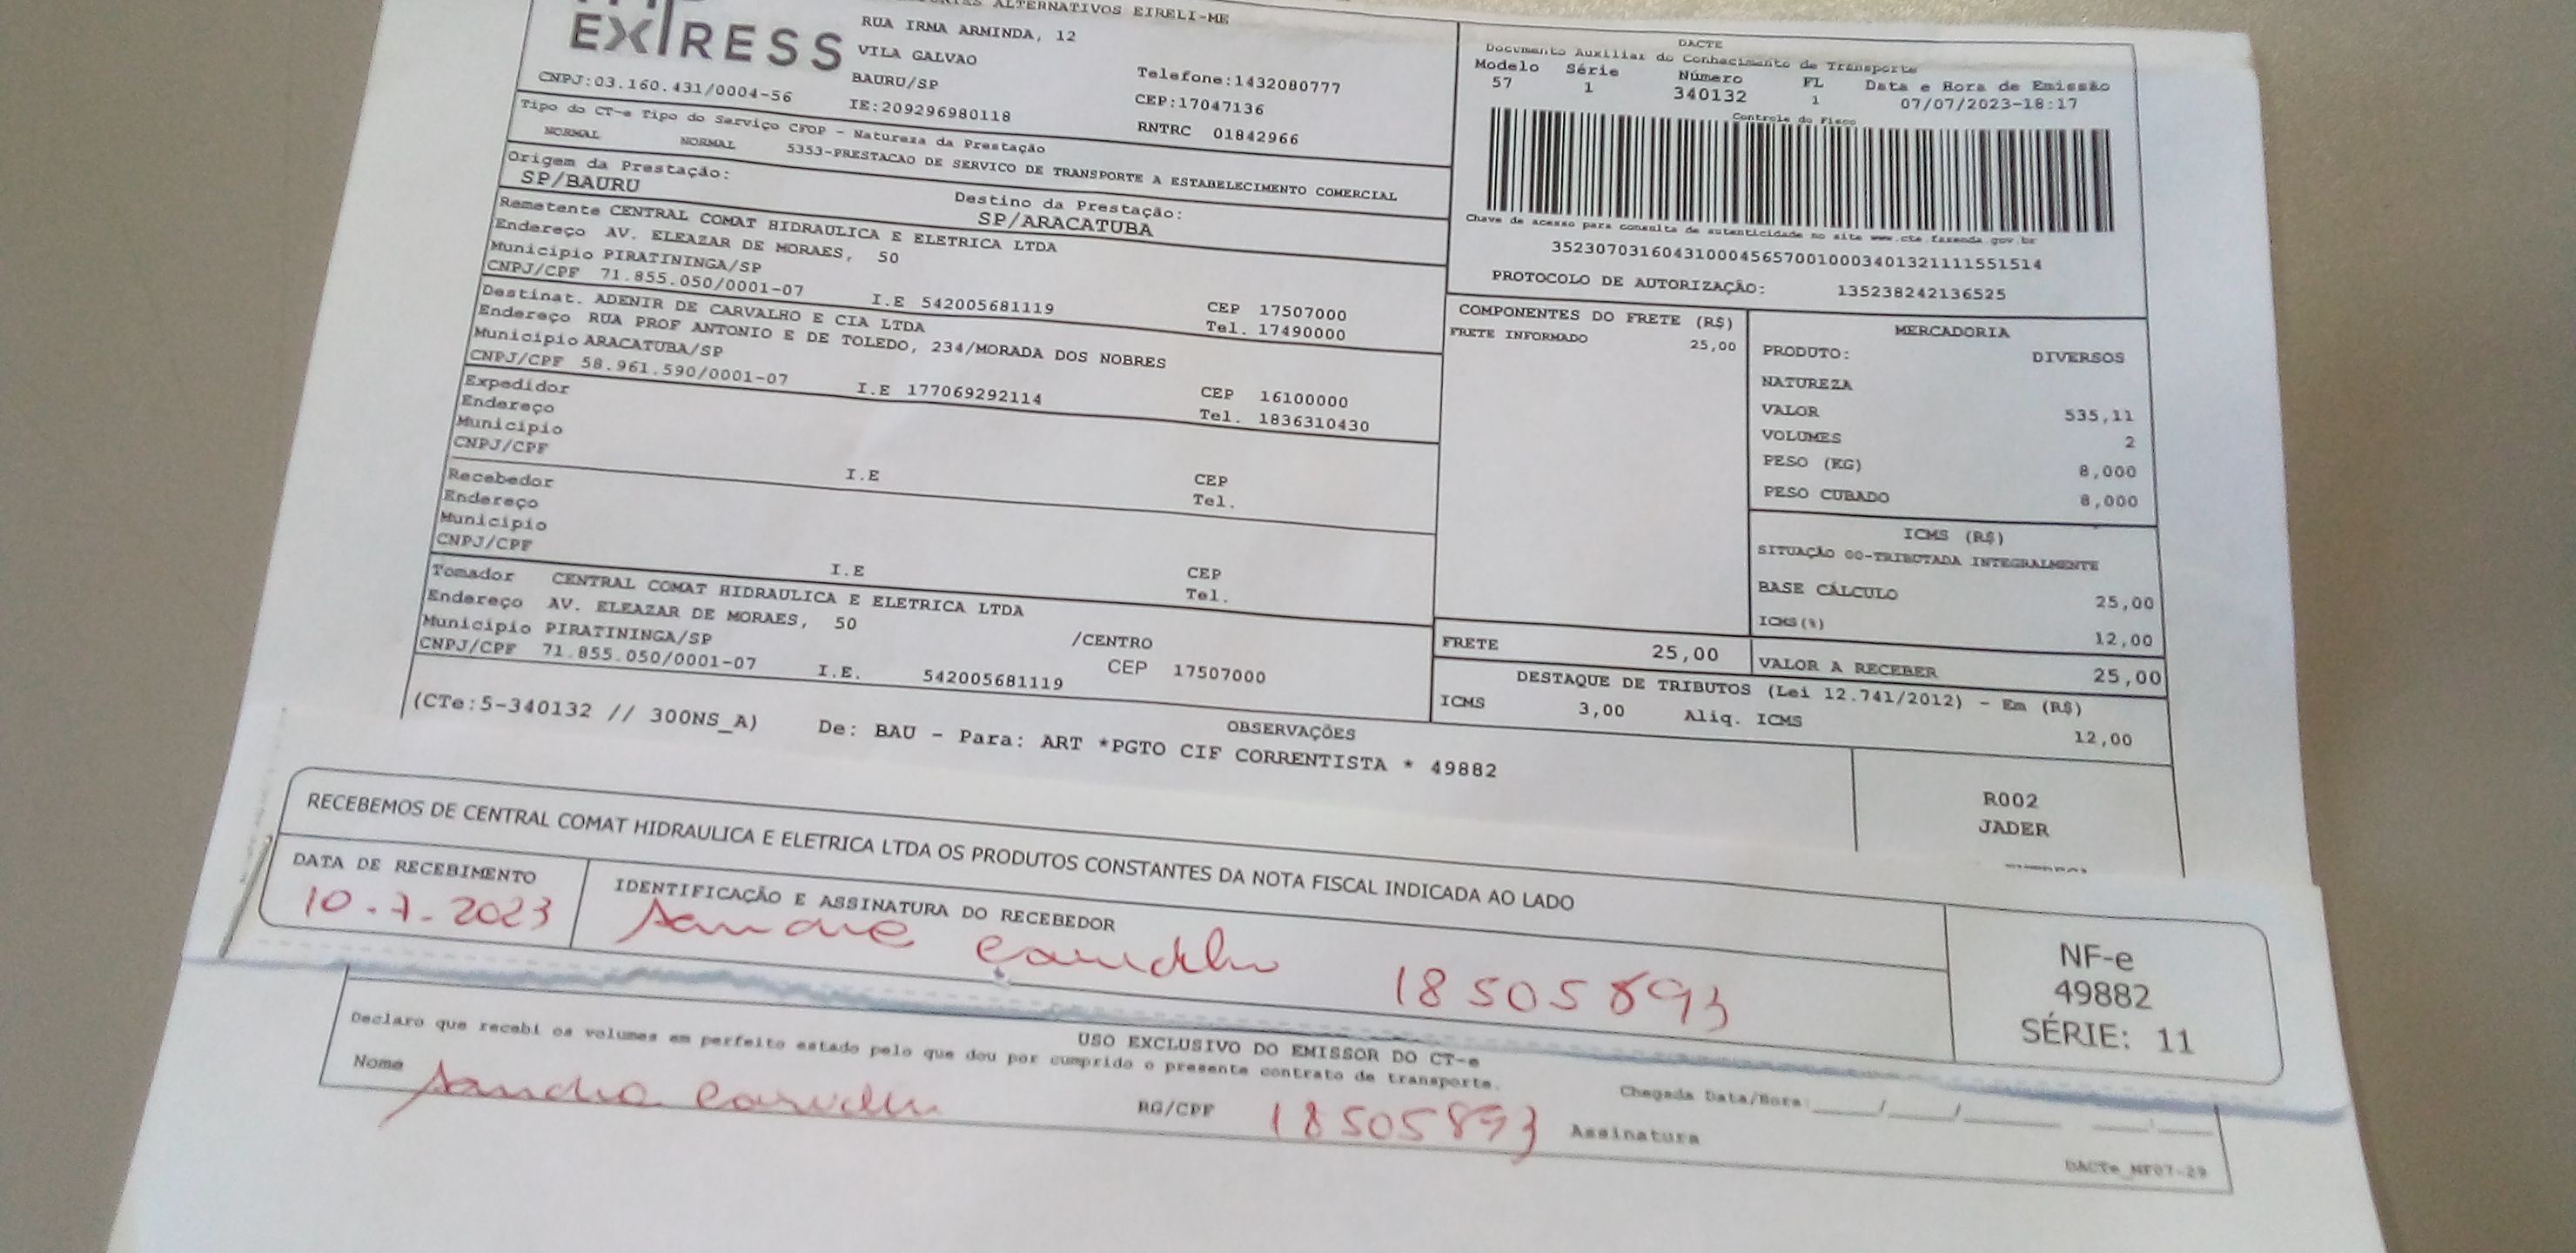 ALTERNATIVOS EIRELI-ME
EXPRESS
RUA IRMA ARMINDA, 12
VILA GALVAO
BAURU/SP
Telefone:1432080777
CNPJ:03.160.431/0004-56
IE:209296980118
CEP:17047136
RNTRC 01842966
Tipo do CT-e Tipo do Serviço CFOP - Natureza da Prestação
NORMAL NORMAL 5353-PRESTACAO DE SERVICO DE TRANSPORTE A ESTABELECIMENTO COMERCIAL
Origem da Prestação:
SP/BAURU
Destino da Prestação:
SP/ARACATUBA
Remetente CENTRAL COMAT HIDRAULICA E ELETRICA LTDA
Endereço AV. ELEAZAR DE MORAES, 50
Municipio PIRATININGA/SP
CEP 17507000
CNPJ/CPF 71.855.050/0001-07 I.E 542005681119 Tel. 17490000
Destinat. ADENIR DE CARVALHO E CIA LTDA
Endereço RUA PROF ANTONIO E DE TOLEDO, 234/MORADA DOS NOBRES
Municipio ARACATUBA/SP CEP 16100000
CNPJ/CPF 58.961.590/0001-07 I.E 177069292114 Tel. 1836310430
Expedidor
Endereço
Municipio CEP
CNPJ/CPF I.E Tel.
Recebedor
Endereço
Municipio CEP
CNPJ/CPF I.E Tel.
Tomador CENTRAL COMAT HIDRAULICA E ELETRICA LTDA
Endereço AV. ELEAZAR DE MORAES, 50 /CENTRO
Municipio PIRATININGA/SP CEP 17507000
CNPJ/CPF 71.855.050/0001-07 I.E. 542005681119
DACTE
Documento Auxiliar do Conhecimento de Transporte
Modelo Série Número FL Data e Hora de Emissão
57 1 340132 1 07/07/2023-18:17
Controle do Fisco
Chave de acesso para consulta de autenticidade no site www.cte.fazenda.gov.br
35230703160431000456570010003401321111551514
PROTOCOLO DE AUTORIZAÇÃO: 135238242136525
COMPONENTES DO FRETE (R$)
FRETE INFORMADO 25,00
MERCADORIA
PRODUTO: DIVERSOS
NATUREZA
VALOR 535,11
VOLUMES 2
PESO (KG) 8,000
PESO CUBADO 8,000
ICMS (R$)
SITUAÇÃO 00-TRIBUTADA INTEGRALMENTE
BASE CÁLCULO 25,00
ICMS(%) 12,00
FRETE 25,00
VALOR A RECEBER 25,00
DESTAQUE DE TRIBUTOS (Lei 12.741/2012) - Em (R$)
ICMS 3,00 Aliq. ICMS 12,00
OBSERVAÇÕES
(CTe:5-340132 // 300NS_A) De: BAU - Para: ART *PGTO CIF CORRENTISTA * 49882
R002
JADER
RECEBEMOS DE CENTRAL COMAT HIDRAULICA E ELETRICA LTDA OS PRODUTOS CONSTANTES DA NOTA FISCAL INDICADA AO LADO
DATA DE RECEBIMENTO
10.7.2023
IDENTIFICAÇÃO E ASSINATURA DO RECEBEDOR
18505893
NF-e
49882
SÉRIE: 11
USO EXCLUSIVO DO EMISSOR DO CT-e
Declaro que recebi os volumes em perfeito estado pelo que dou por cumprido o presente contrato de transporte.
Nome Sandra
RG/CPF 18505893
Assinatura
Chegada Data/Hora: ____/____/____
DACTe_MF07-29